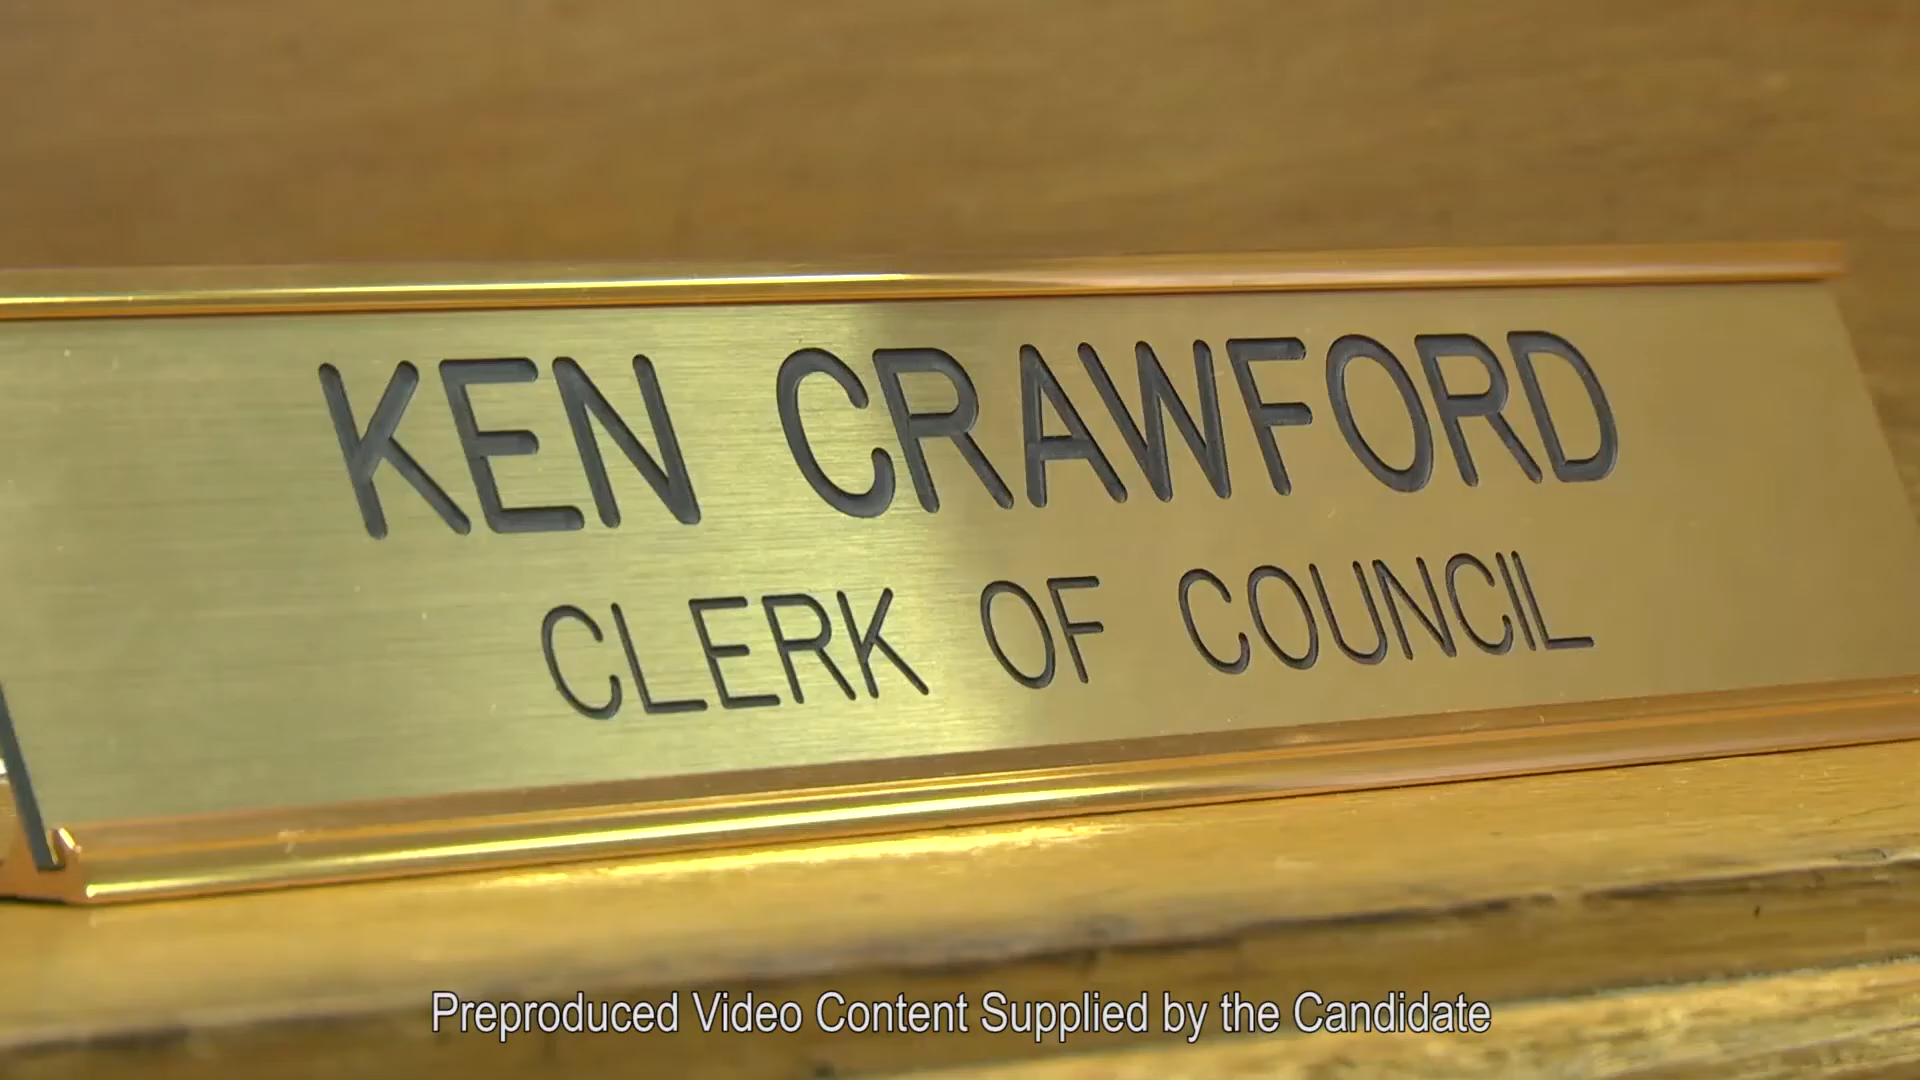 KEN CRAWFORD
CLERK OF COUNCIL
Preproduced Video Content Supplied by the Candidate